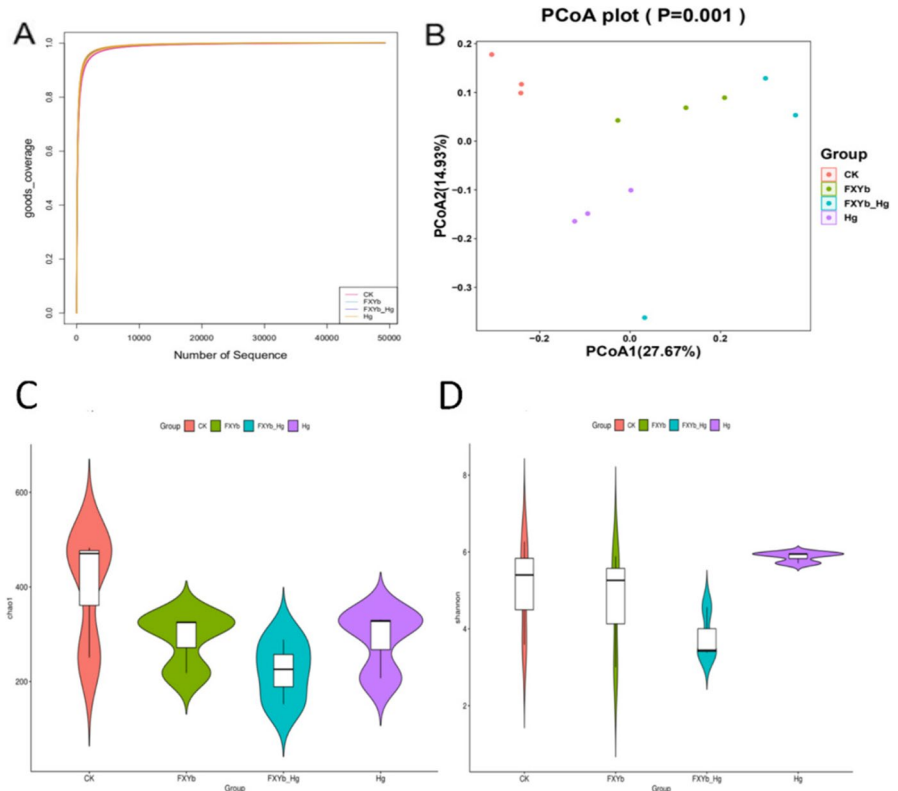 PCoA plot ( P=0.001 )
A
B
goods_coverage
1.0
0.8
0.6
0.4
0.2
0.0
0
10000
20000
30000
40000
50000
Number of Sequence
CK
FXYb
FXYb_Hg
Hg
PCoA2(14.93%)
0.2
0.1
0.0
−0.1
−0.2
−0.3
−0.2
0.0
0.2
PCoA1(27.67%)
Group
CK
FXYb
FXYb_Hg
Hg
C
D
Group CK FXYb FXYb_Hg Hg
chao1
600
400
200
CK FXYb FXYb_Hg Hg
Group
Group CK FXYb FXYb_Hg Hg
shannon
8
6
4
2
CK FXYb FXYb_Hg Hg
Group